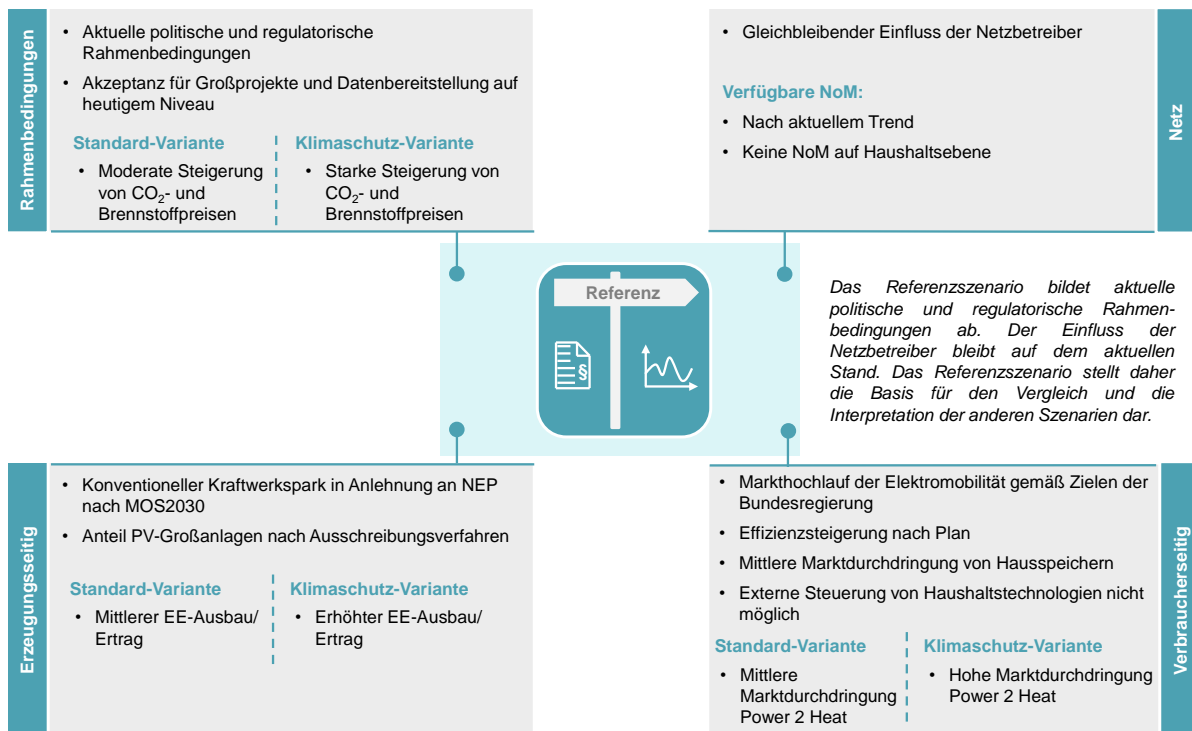 Rahmenbedingungen
• Aktuelle politische und regulatorische
Rahmenbedingungen
• Akzeptanz für Großprojekte und Datenbereitstellung auf
heutigem Niveau
Standard-Variante
• Moderate Steigerung
von CO₂- und
Brennstoffpreisen
Klimaschutz-Variante
• Starke Steigerung von
CO₂- und
Brennstoffpreisen
• Gleichbleibender Einfluss der Netzbetreiber
Verfügbare NoM:
• Nach aktuellem Trend
• Keine NoM auf Haushaltsebene
Netz
Referenz
§
Das Referenzszenario bildet aktuelle
politische und regulatorische Rahmen-
bedingungen ab. Der Einfluss der
Netzbetreiber bleibt auf dem aktuellen
Stand. Das Referenzszenario stellt daher
die Basis für den Vergleich und die
Interpretation der anderen Szenarien dar.
Erzeugungsseitig
• Konventioneller Kraftwerkspark in Anlehnung an NEP
nach MOS2030
• Anteil PV-Großanlagen nach Ausschreibungsverfahren
Standard-Variante
• Mittlerer EE-Ausbau/
Ertrag
Klimaschutz-Variante
• Erhöhter EE-Ausbau/
Ertrag
• Markthochlauf der Elektromobilität gemäß Zielen der
Bundesregierung
• Effizienzsteigerung nach Plan
• Mittlere Marktdurchdringung von Hausspeichern
• Externe Steuerung von Haushaltstechnologien nicht
möglich
Standard-Variante
• Mittlere
Marktdurchdringung
Power 2 Heat
Klimaschutz-Variante
• Hohe Marktdurchdringung
Power 2 Heat
Verbraucherseitig